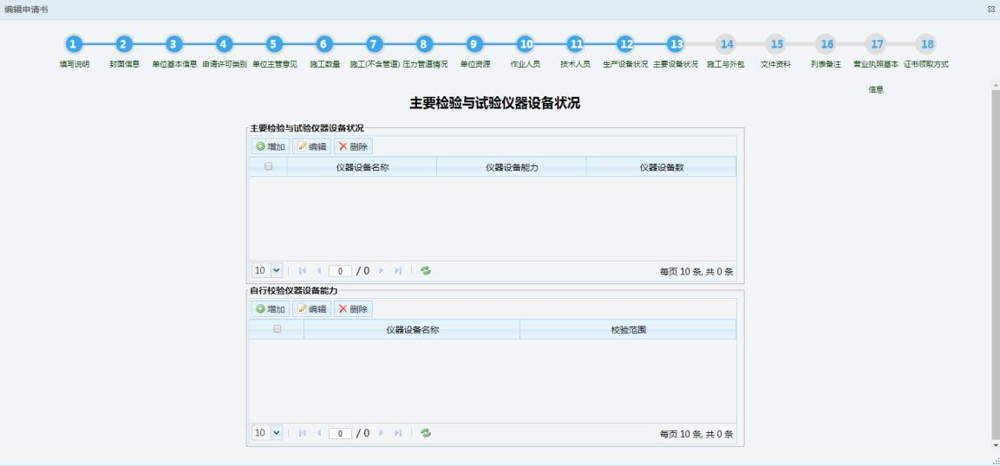 编辑申请书
1 2 3 4 5 6 7 8 9 10 11 12 13 14 15 16 17 18
填写说明 封面信息 单位基本信息 申请许可类别 单位主管意见 施工数量 施工(不含管道) 压力管道情况 单位资源 作业人员 技术人员 生产设备状况 主要设备状况 施工与外包 文件资料 列表备注 营业执照基本 证书领取方式
信息
主要检验与试验仪器设备状况
主要检验与试验仪器设备状况
增加 编辑 删除
仪器设备名称 仪器设备能力 仪器设备数
10 0 / 0 每页 10 条, 共 0 条
自行校验仪器设备能力
增加 编辑 删除
仪器设备名称 校验范围
10 0 / 0 每页 10 条, 共 0 条